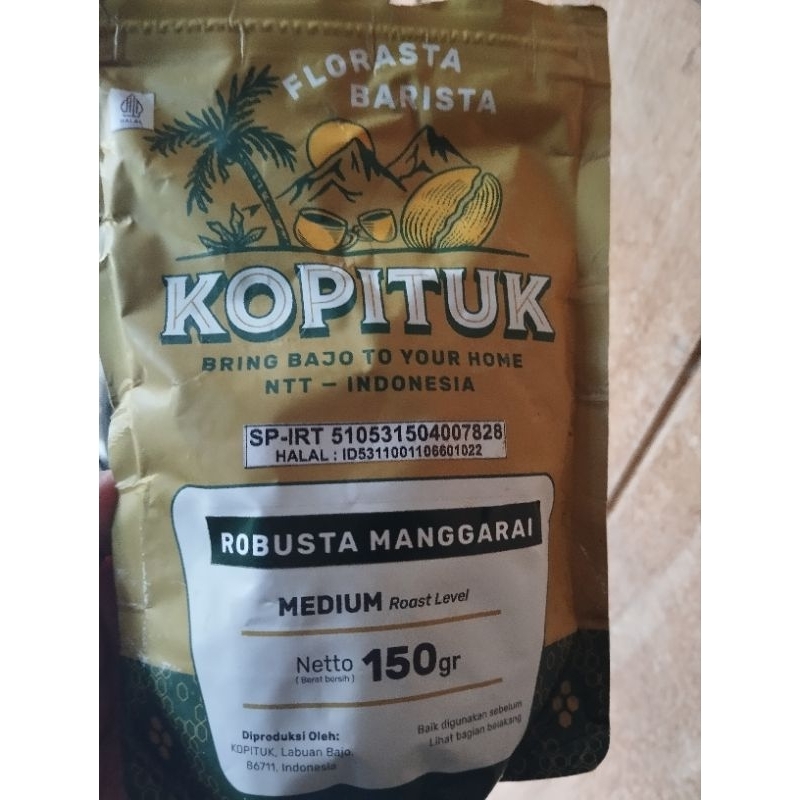 FLORASTA
BARISTA
HALAL
KOPITUK
BRING BAJO TO YOUR HOME
NTT — INDONESIA
SP-IRT 510531504007828
HALAL : ID5311001106601022
ROBUSTA MANGGARAI
MEDIUM Roast Level
Netto 150gr
( Berat bersih )
Diproduksi Oleh:
KOPITUK, Labuan Bajo.
86711, Indonesia
Baik digunakan sebelum
Lihat bagian belakang